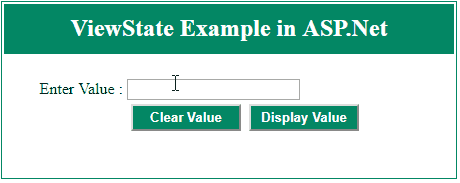 ViewState Example in ASP.Net
Enter Value :
Clear Value Display Value